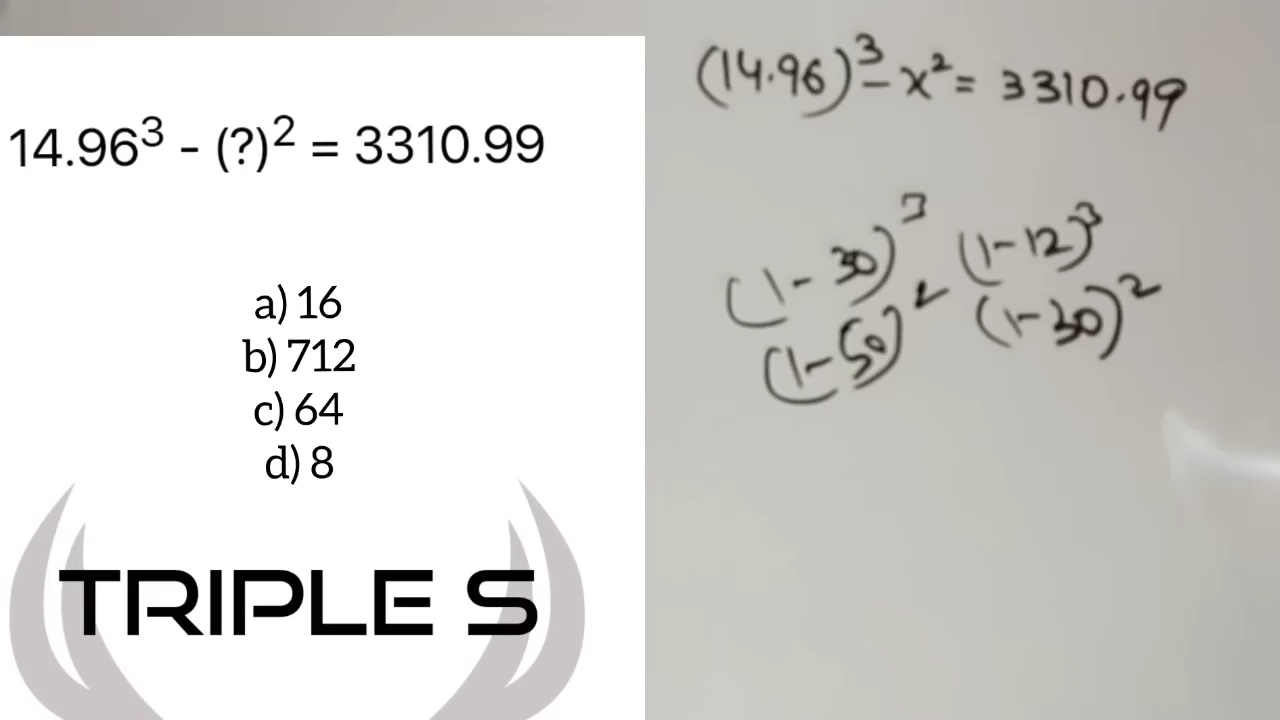 14.96³ - (?)² = 3310.99
a) 16
b) 712
c) 64
d) 8
TRIPLE S
(14.96)³ - x² = 3310.99
(1-30)³ (1-12)³
(1-50)² (1-30)²